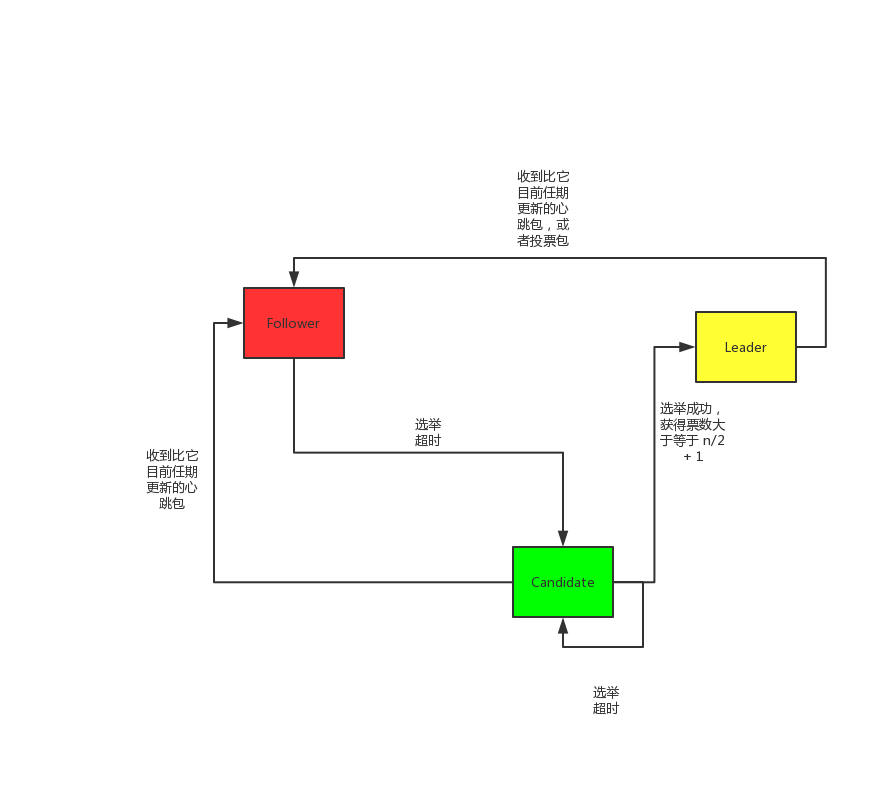 收到比它
目前任期
更新的心
跳包，或
者投票包
Follower
Leader
选举成功，
获得票数大
于等于 n/2
+ 1
选举
超时
收到比它
目前任期
更新的心
跳包
Candidate
选举
超时